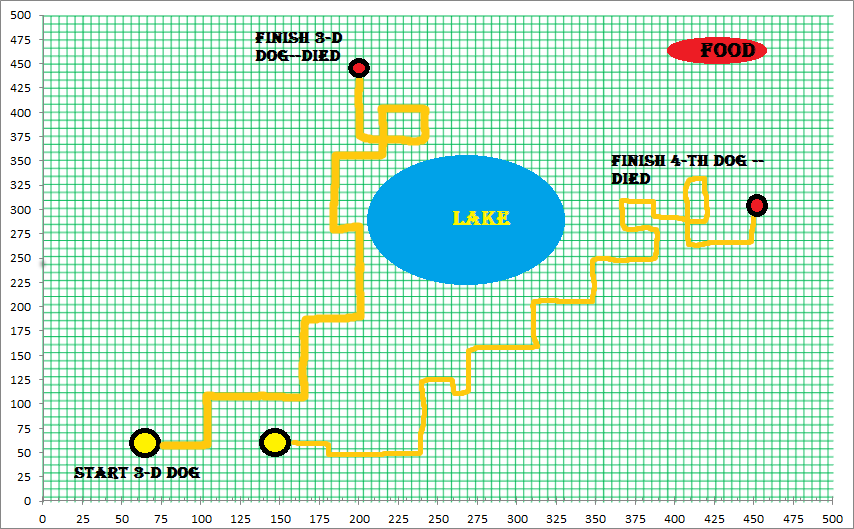 500
475
450
425
400
375
350
325
300
275
250
225
200
175
150
125
100
75
50
25
0
FINISH 3-D
DOG--DIED
FOOD
FINISH 4-TH DOG --
DIED
LAKE
START 3-D DOG
0 25 50 75 100 125 150 175 200 225 250 275 300 325 350 375 400 425 450 475 500